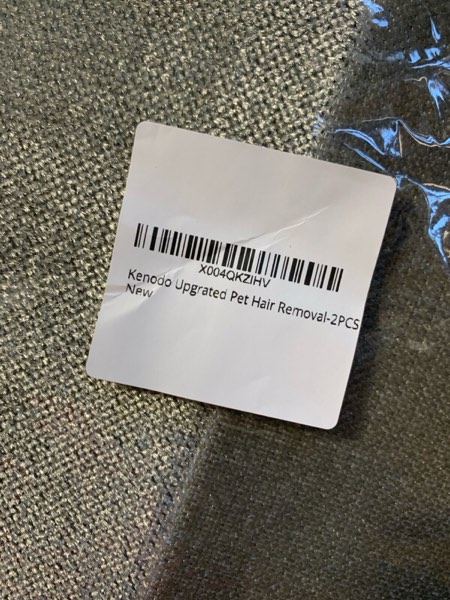 X004QKZIHV
Kenodo Upgrated Pet Hair Removal-2PCS
New